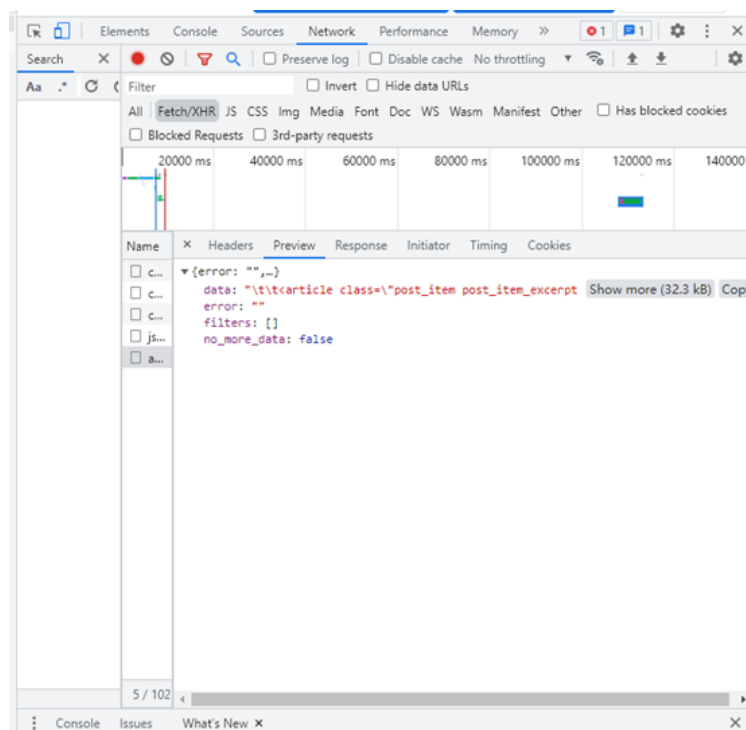 Elements Console Sources Network Performance Memory » 1 1
Search × Preserve log Disable cache No throttling
Aa .* Filter Invert Hide data URLs
All Fetch/XHR JS CSS Img Media Font Doc WS Wasm Manifest Other Has blocked cookies
Blocked Requests 3rd-party requests
20000 ms 40000 ms 60000 ms 80000 ms 100000 ms 120000 ms 140000
Name × Headers Preview Response Initiator Timing Cookies
c... ▼{error: "",…}
c... data: "\t\t<article class=\"post_item post_item_excerpt Show more (32.3 kB) Cop
error: ""
c... filters: []
js... no_more_data: false
a...
5 / 102
Console Issues What's New ×